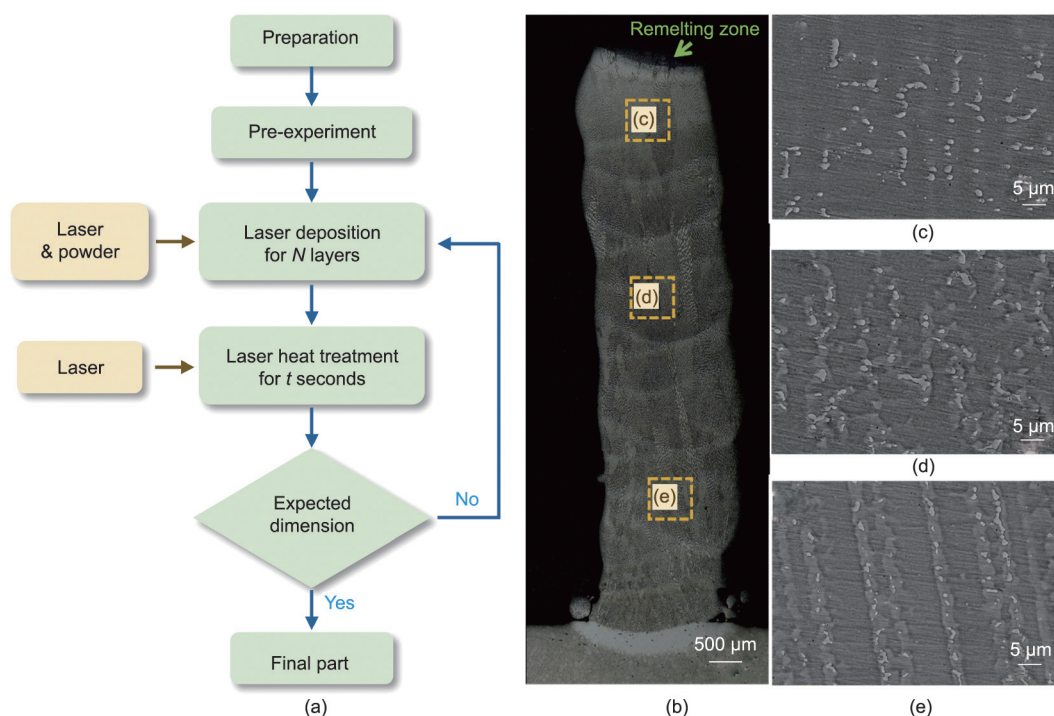 Preparation
Pre-experiment
Laser
& powder
Laser deposition
for N layers
Laser
Laser heat treatment
for t seconds
Expected
dimension
No
Yes
Final part
(a)
Remelting zone
(c)
(d)
(e)
500 μm
(b)
5 μm
(c)
5 μm
(d)
5 μm
(e)